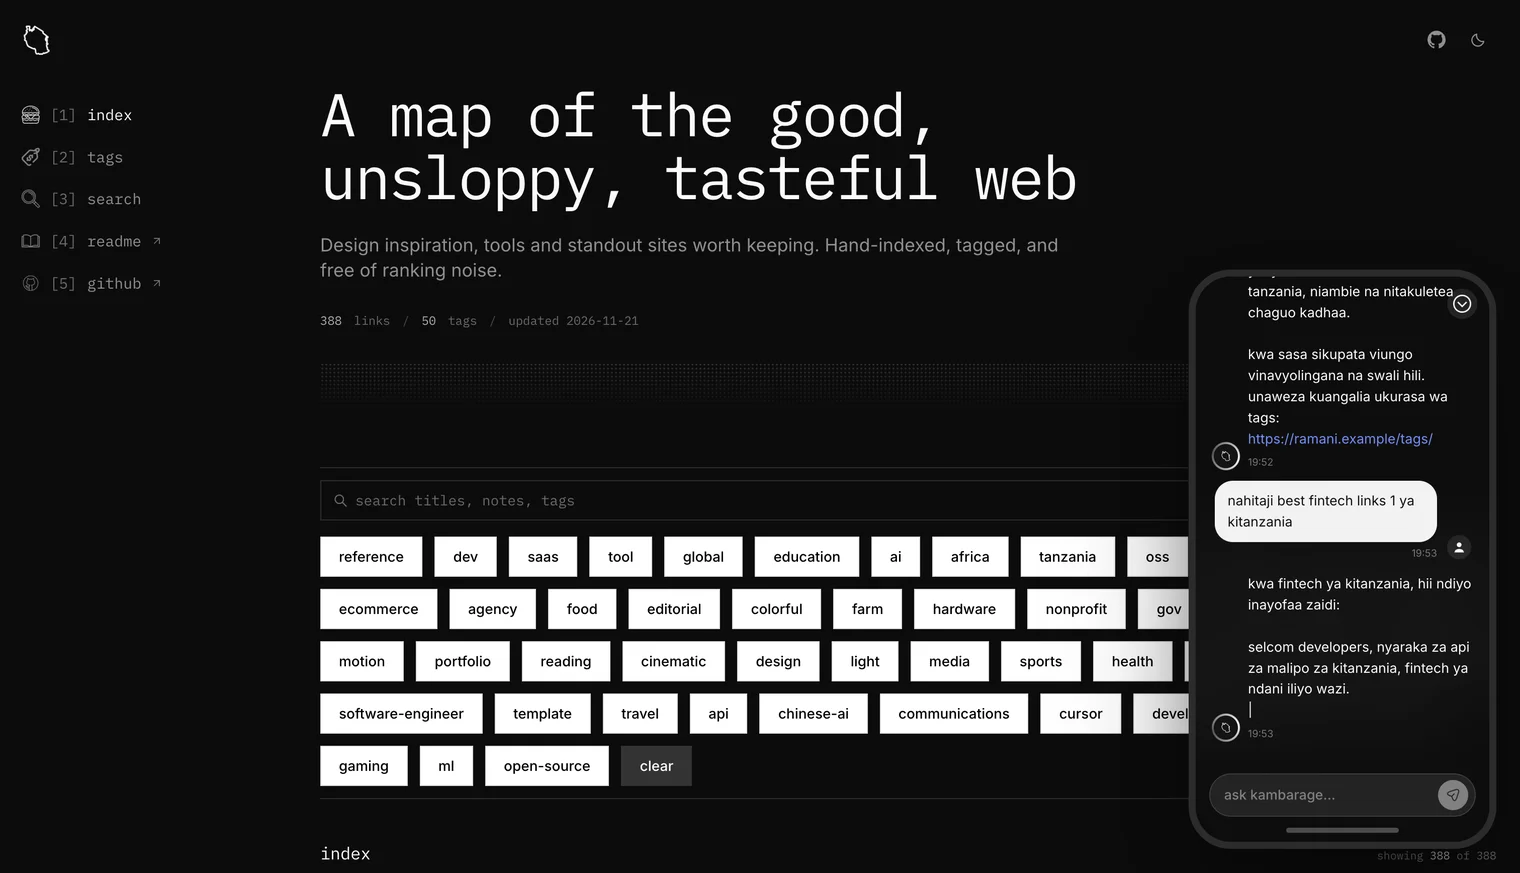 [1] index
[2] tags
[3] search
[4] readme ↗
[5] github ↗
A map of the good,
unsloppy, tasteful web
Design inspiration, tools and standout sites worth keeping. Hand-indexed, tagged, and
free of ranking noise.
388 links / 50 tags / updated 2026-11-21
search titles, notes, tags
reference dev saas tool global education ai africa tanzania oss
ecommerce agency food editorial colorful farm hardware nonprofit gov
motion portfolio reading cinematic design light media sports health
software-engineer template travel api chinese-ai communications cursor
gaming ml open-source clear
index
tanzania, niambie na nitakuletea
chaguo kadhaa.
kwa sasa sikupata viungo
vinavyolingana na swali hili.
unaweza kuangalia ukurasa wa
tags:
https://ramani.example/tags/
19:52
nahitaji best fintech links 1 ya
kitanzania
19:53
kwa fintech ya kitanzania, hii ndiyo
inayofaa zaidi:
selcom developers, nyaraka za api
za malipo za kitanzania, fintech ya
ndani iliyo wazi.
19:53
ask kambarage...
showing 388 of 388